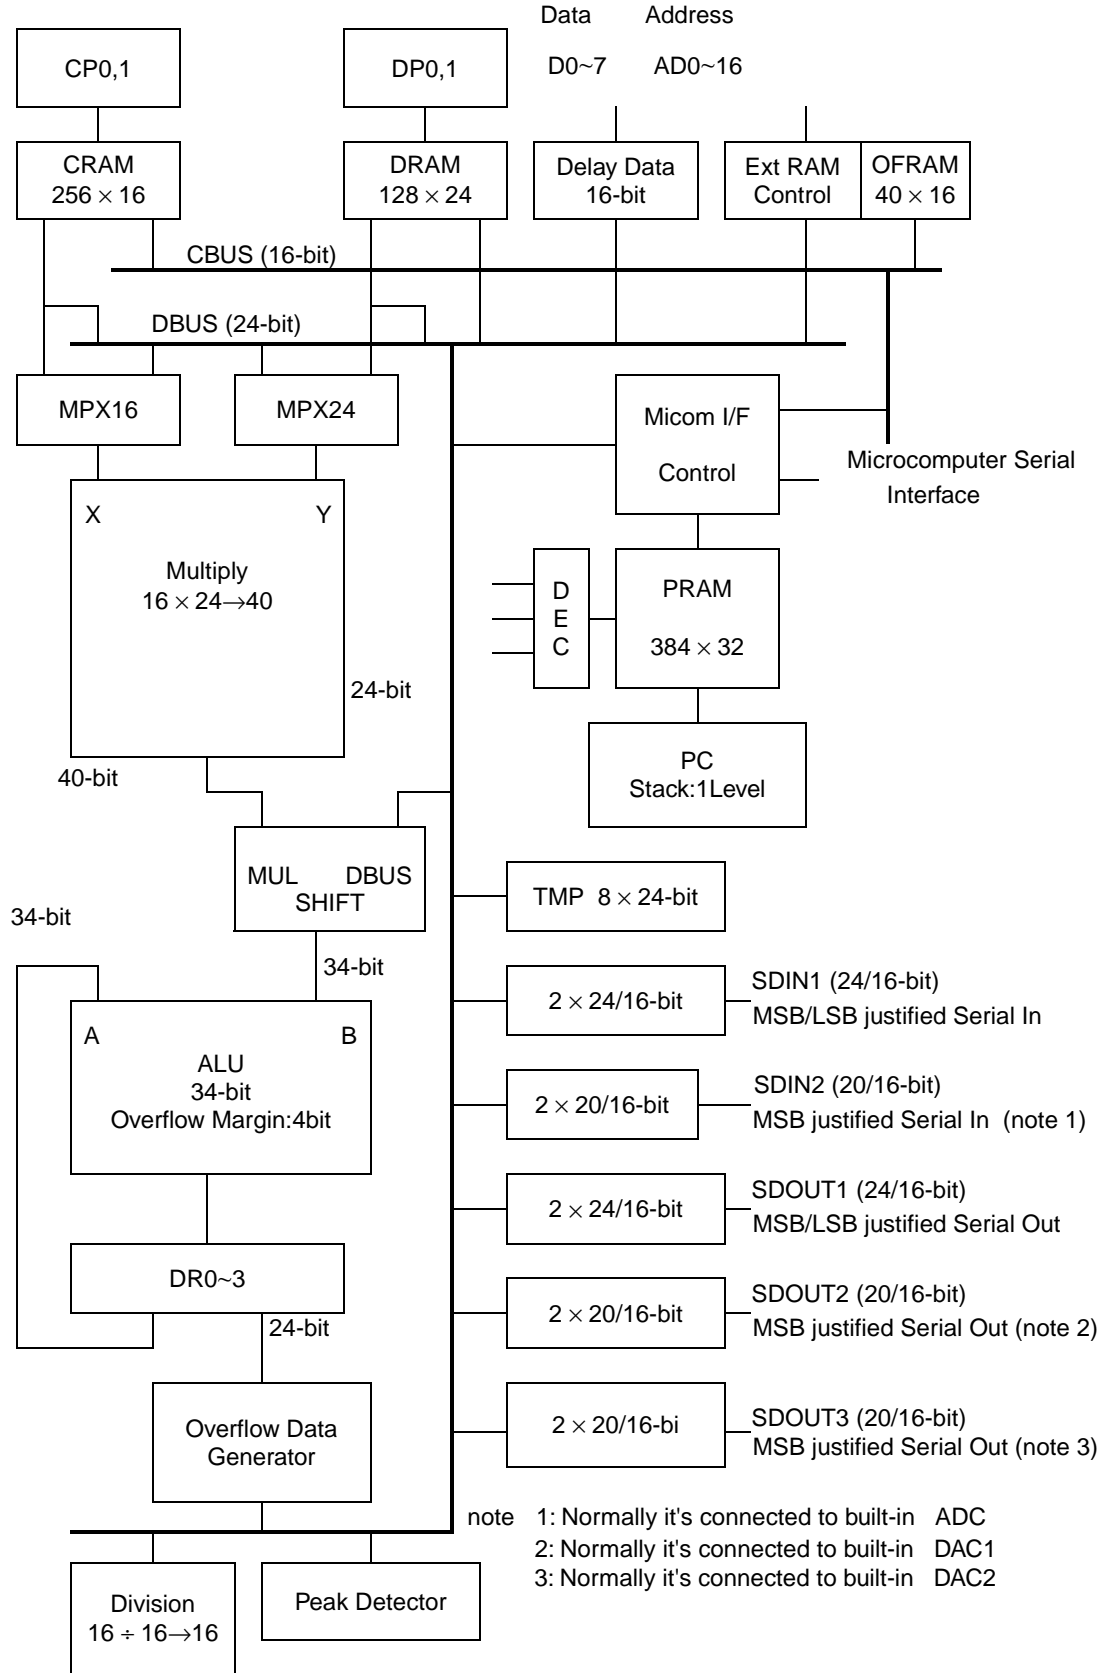 Data Address
CP0,1
DP0,1
D0~7 AD0~16
CRAM
256 × 16
DRAM
128 × 24
Delay Data
16-bit
Ext RAM
Control
OFRAM
40 × 16
CBUS (16-bit)
DBUS (24-bit)
MPX16
MPX24
Micom I/F
Control
Microcomputer Serial
Interface
X Y
Multiply
16 × 24→40
24-bit
40-bit
D
E
C
PRAM
384 × 32
PC
Stack:1Level
MUL DBUS
SHIFT
34-bit
34-bit
TMP 8 × 24-bit
A B
ALU
34-bit
Overflow Margin:4bit
2 × 24/16-bit
SDIN1 (24/16-bit)
MSB/LSB justified Serial In
2 × 20/16-bit
SDIN2 (20/16-bit)
MSB justified Serial In (note 1)
2 × 24/16-bit
SDOUT1 (24/16-bit)
MSB/LSB justified Serial Out
DR0~3
24-bit
2 × 20/16-bit
SDOUT2 (20/16-bit)
MSB justified Serial Out (note 2)
Overflow Data
Generator
2 × 20/16-bi
SDOUT3 (20/16-bit)
MSB justified Serial Out (note 3)
note 1: Normally it's connected to built-in ADC
2: Normally it's connected to built-in DAC1
3: Normally it's connected to built-in DAC2
Division
16 ÷ 16→16
Peak Detector